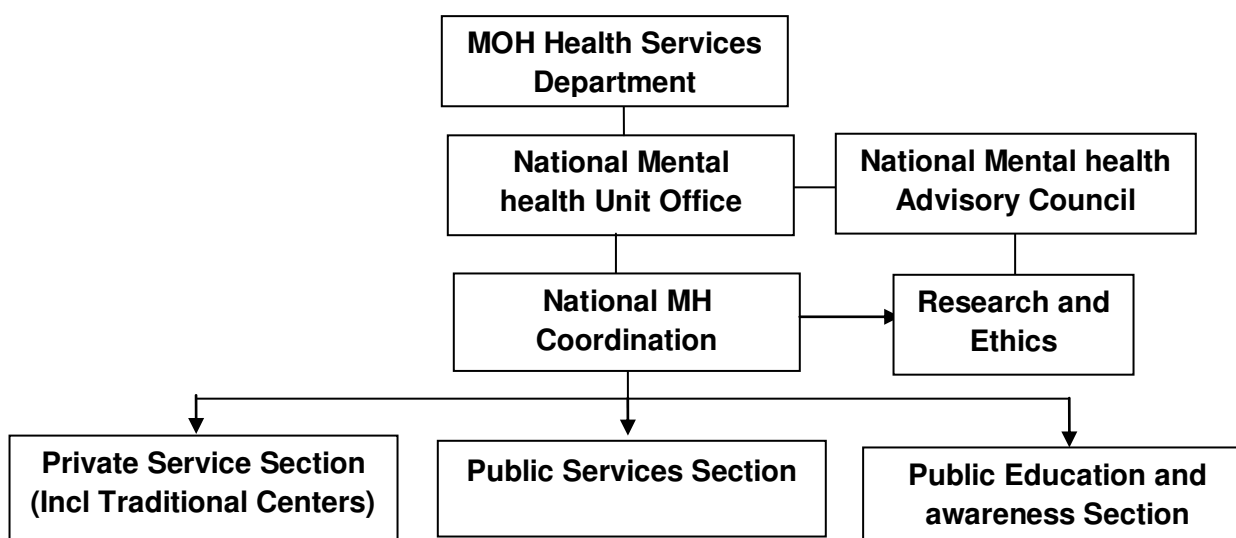 MOH Health Services
Department
National Mental
health Unit Office
National Mental health
Advisory Council
National MH
Coordination
Research and
Ethics
Private Service Section
(Incl Traditional Centers)
Public Services Section
Public Education and
awareness Section